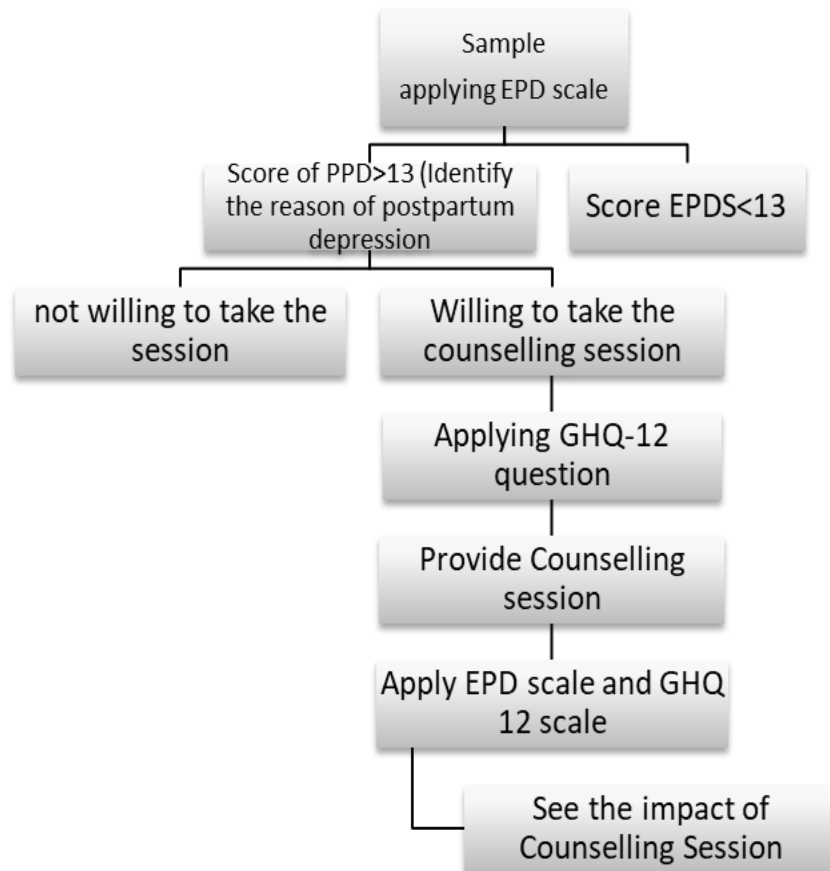 Sample
applying EPD scale
Score of PPD>13 (Identify
the reason of postpartum
depression
Score EPDS<13
not willing to take the
session
Willing to take the
counselling session
Applying GHQ-12
question
Provide Counselling
session
Apply EPD scale and GHQ
12 scale
See the impact of
Counselling Session